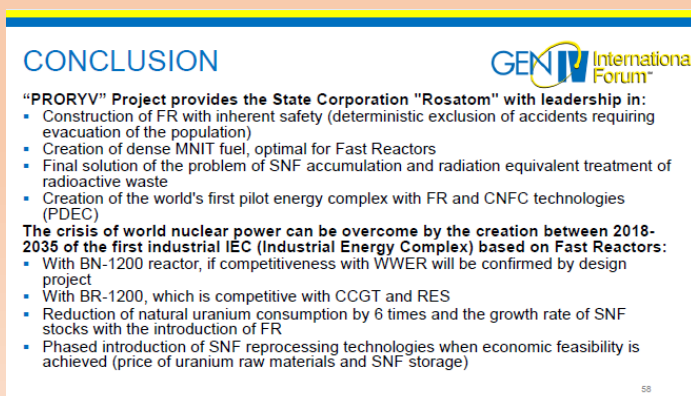 CONCLUSION
GEN IV International
Forum™
“PRORYV” Project provides the State Corporation "Rosatom" with leadership in:
▪ Construction of FR with inherent safety (deterministic exclusion of accidents requiring
evacuation of the population)
▪ Creation of dense MNIT fuel, optimal for Fast Reactors
▪ Final solution of the problem of SNF accumulation and radiation equivalent treatment of
radioactive waste
▪ Creation of the world's first pilot energy complex with FR and CNFC technologies
(PDEC)
The crisis of world nuclear power can be overcome by the creation between 2018-
2035 of the first industrial IEC (Industrial Energy Complex) based on Fast Reactors:
▪ With BN-1200 reactor, if competitiveness with WWER will be confirmed by design
project
▪ With BR-1200, which is competitive with CCGT and RES
▪ Reduction of natural uranium consumption by 6 times and the growth rate of SNF
stocks with the introduction of FR
▪ Phased introduction of SNF reprocessing technologies when economic feasibility is
achieved (price of uranium raw materials and SNF storage)
58